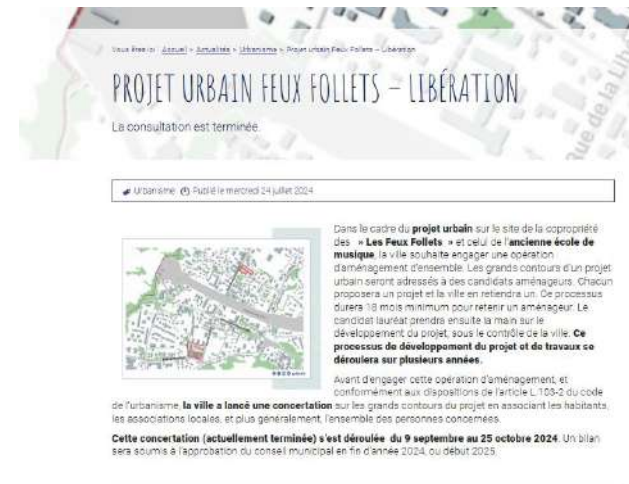 Vous êtes ici : Accueil » Actualités » Urbanisme » Projet urbain Feux Follets – Libération
PROJET URBAIN FEUX FOLLETS – LIBÉRATION
La consultation est terminée.
Rue de la Libé
Urbanisme Publié le mercredi 24 juillet 2024
Dans le cadre du projet urbain sur le site de la copropriété
des « Les Feux Follets » et celui de l'ancienne école de
musique, la ville souhaite engager une opération
d'aménagement d'ensemble. Les grands contours d'un projet
urbain seront adressés à des candidats aménageurs. Chacun
proposera un projet et la ville en retiendra un. Ce processus
durera 18 mois minimum pour retenir un aménageur. Le
candidat lauréat prendra ensuite la main sur le
développement du projet, sous le contrôle de la ville. Ce
processus de développement du projet et de travaux se
déroulera sur plusieurs années.
Avant d'engager cette opération d'aménagement, et
conformément aux dispositions de l'article L.103-2 du code
de l'urbanisme, la ville a lancé une concertation sur les grands contours du projet en associant les habitants,
les associations locales, et plus généralement, l'ensemble des personnes concernées.
Cette concertation (actuellement terminée) s'est déroulée du 9 septembre au 25 octobre 2024. Un bilan
sera soumis à l'approbation du conseil municipal en fin d'année 2024, ou début 2025.